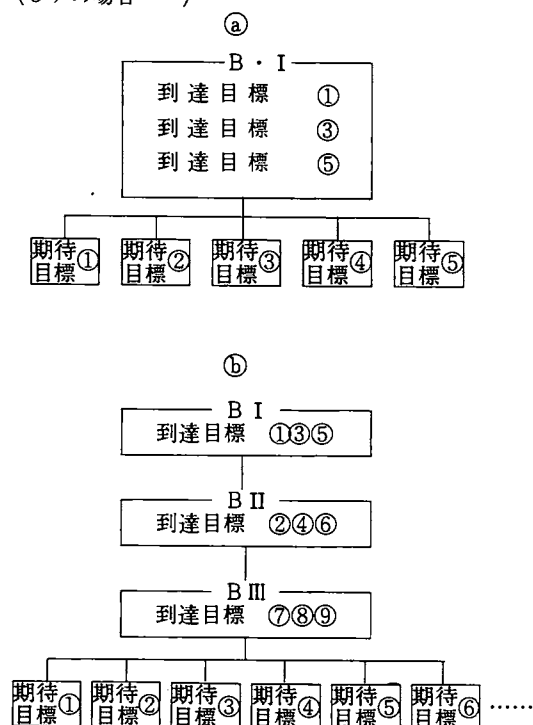 ⓐ
B・I
到達目標 ①
到達目標 ③
到達目標 ⑤
期待目標① 期待目標② 期待目標③ 期待目標④ 期待目標⑤
ⓑ
B I
到達目標 ①③⑤
B II
到達目標 ②④⑥
B III
到達目標 ⑦⑧⑨
期待目標① 期待目標② 期待目標③ 期待目標④ 期待目標⑤ 期待目標⑥ ……